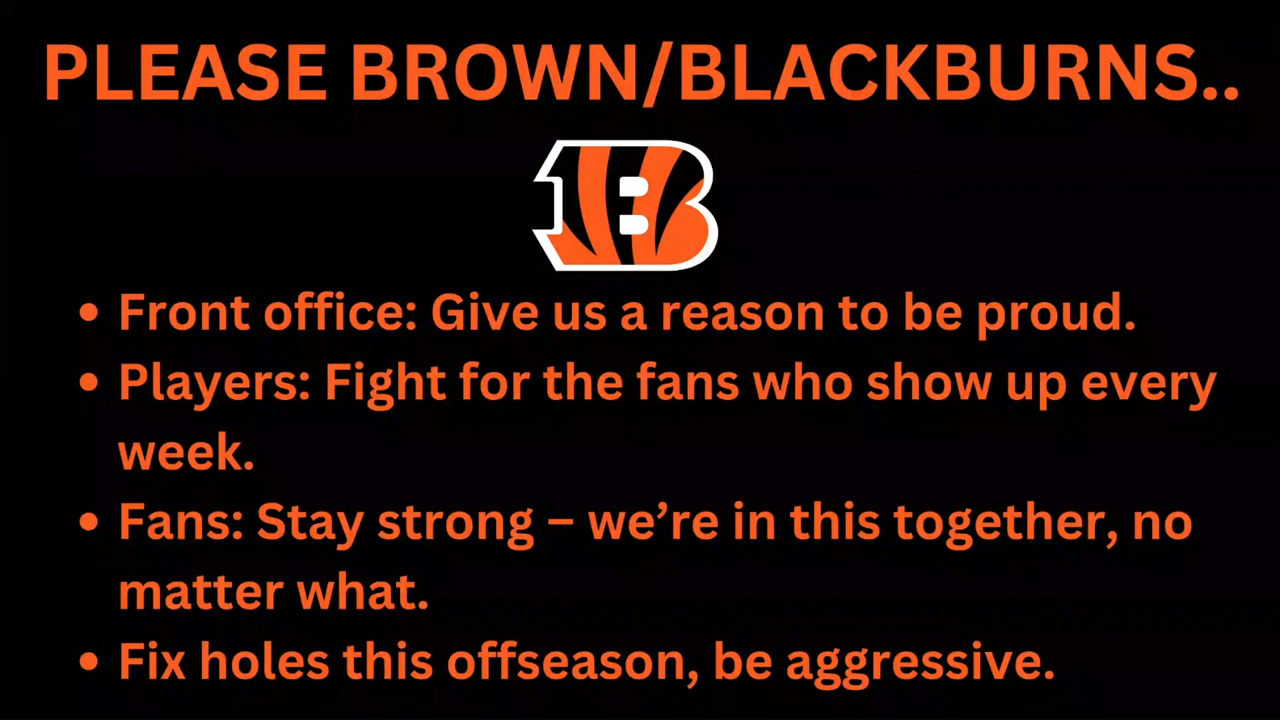 PLEASE BROWN/BLACKBURNS..
B
• Front office: Give us a reason to be proud.
• Players: Fight for the fans who show up every
week.
• Fans: Stay strong – we’re in this together, no
matter what.
• Fix holes this offseason, be aggressive.